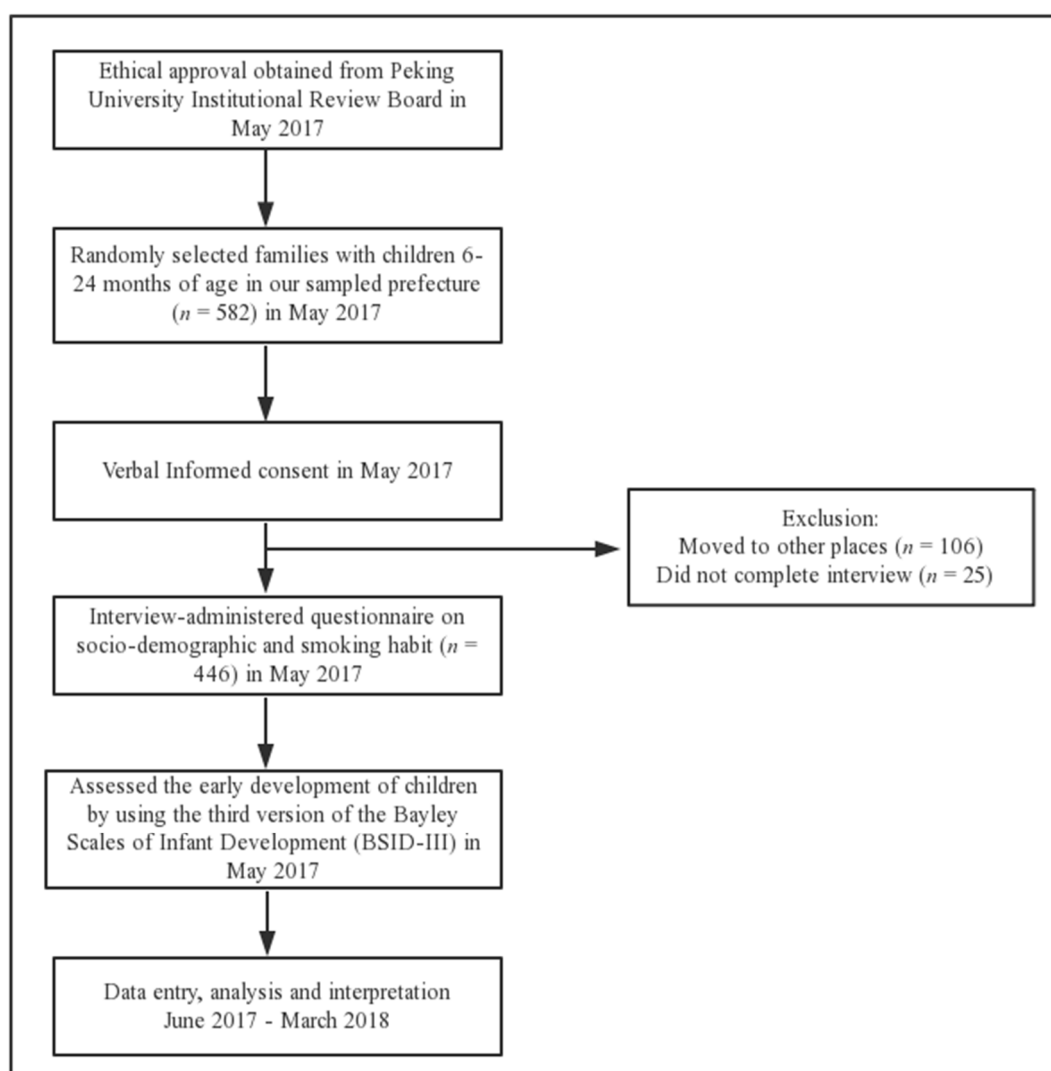 Ethical approval obtained from Peking
University Institutional Review Board in
May 2017
Randomly selected families with children 6-
24 months of age in our sampled prefecture
(n = 582) in May 2017
Verbal Informed consent in May 2017
Exclusion:
Moved to other places (n = 106)
Did not complete interview (n = 25)
Interview-administered questionnaire on
socio-demographic and smoking habit (n =
446) in May 2017
Assessed the early development of children
by using the third version of the Bayley
Scales of Infant Development (BSID-III) in
May 2017
Data entry, analysis and interpretation
June 2017 - March 2018